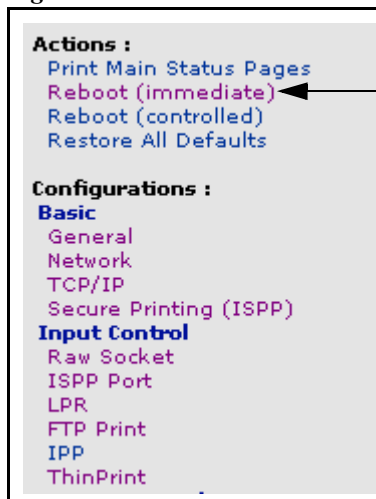 Actions :
Print Main Status Pages
Reboot (immediate)
Reboot (controlled)
Restore All Defaults
Configurations :
Basic
General
Network
TCP/IP
Secure Printing (ISPP)
Input Control
Raw Socket
ISPP Port
LPR
FTP Print
IPP
ThinPrint